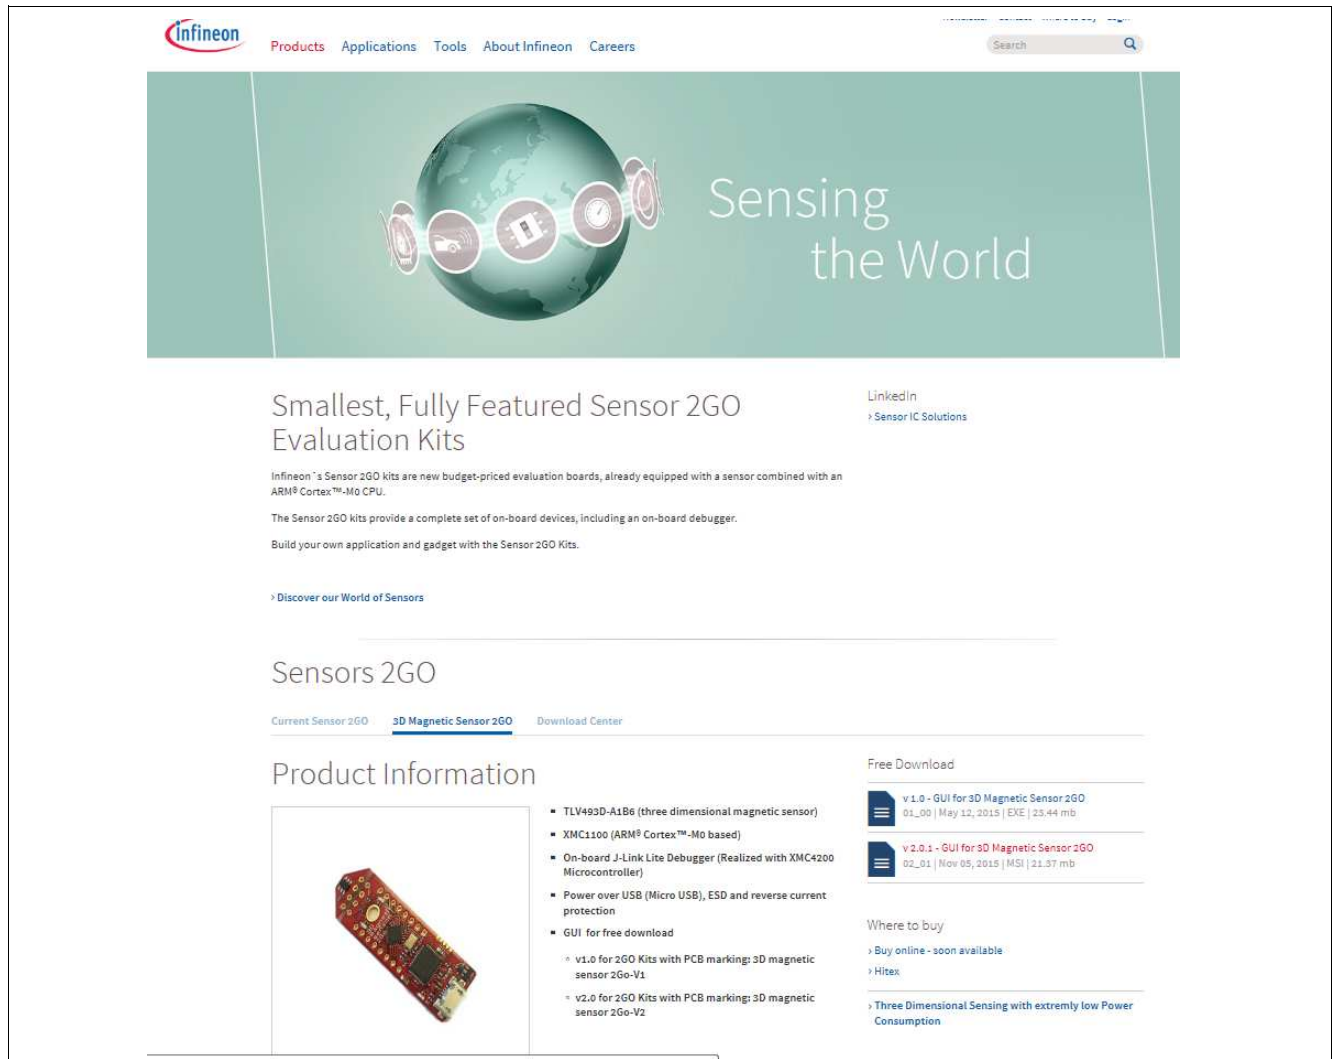 infineon
Products Applications Tools About Infineon Careers
Search
Sensing
the World
Smallest, Fully Featured Sensor 2GO
Evaluation Kits
Infineon`s Sensor 2GO kits are new budget-priced evaluation boards, already equipped with a sensor combined with an
ARM® Cortex™-M0 CPU.
The Sensor 2GO kits provide a complete set of on-board devices, including an on-board debugger.
Build your own application and gadget with the Sensor 2GO Kits.
› Discover our World of Sensors
LinkedIn
› Sensor IC Solutions
Sensors 2GO
Current Sensor 2GO 3D Magnetic Sensor 2GO Download Center
Product Information
TLV493D-A1B6 (three dimensional magnetic sensor)
XMC1100 (ARM® Cortex™-M0 based)
On-board J-Link Lite Debugger (Realized with XMC4200
Microcontroller)
Power over USB (Micro USB), ESD and reverse current
protection
GUI for free download
v1.0 for 2GO Kits with PCB marking: 3D magnetic
sensor 2Go-V1
v2.0 for 2GO Kits with PCB marking: 3D magnetic
sensor 2Go-V2
Free Download
v 1.0 - GUI for 3D Magnetic Sensor 2GO
01_00 | May 12, 2015 | EXE | 23.44 mb
v 2.0.1 - GUI for 3D Magnetic Sensor 2GO
02_01 | Nov 05, 2015 | MSI | 21.37 mb
Where to buy
› Buy online - soon available
› Hitex
› Three Dimensional Sensing with extremly low Power
Consumption